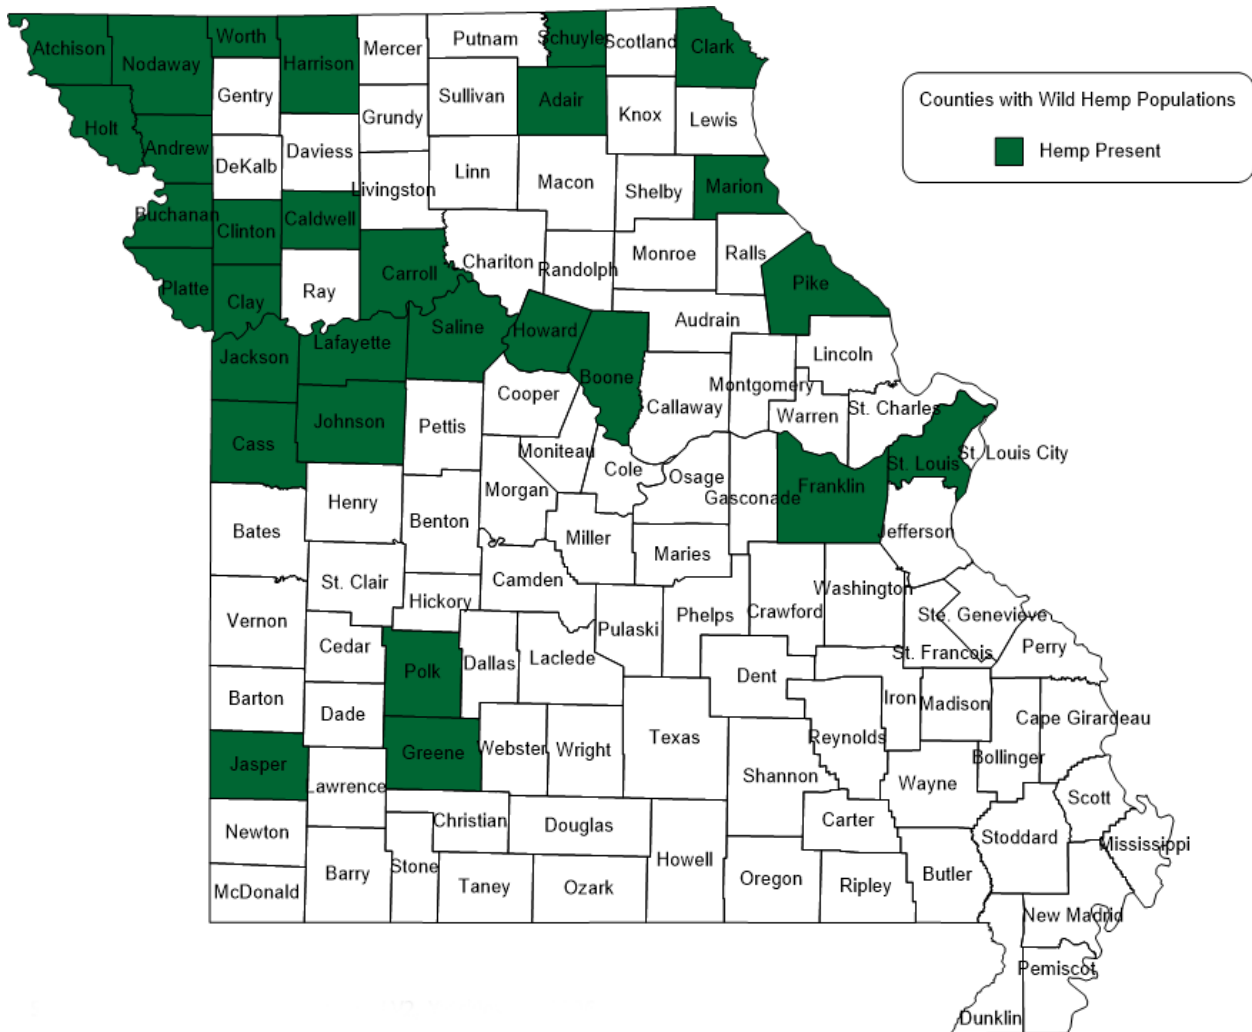 Counties with Wild Hemp Populations
Hemp Present
Atchison
Nodaway
Worth
Harrison
Mercer
Putnam
Schuyle
Scotland
Clark
Gentry
Sullivan
Adair
Knox
Lewis
Holt
Andrew
Grundy
DeKalb
Daviess
Livingston
Linn
Macon
Shelby
Marion
Buchanan
Clinton
Caldwell
Carroll
Chariton
Randolph
Monroe
Ralls
Pike
Platte
Clay
Ray
Saline
Howard
Audrain
Lincoln
Jackson
Lafayette
Boone
Cooper
Callaway
Montgomery
Warren
St. Charles
Cass
Johnson
Pettis
Moniteau
Cole
Osage
Gasconade
Franklin
St. Louis
St. Louis City
Bates
Henry
Benton
Morgan
Miller
Maries
Jefferson
Vernon
St. Clair
Hickory
Camden
Pulaski
Phelps
Crawford
Washington
Ste. Genevieve
St. Francois
Perry
Cedar
Polk
Dallas
Laclede
Dent
Iron
Madison
Cape Girardeau
Barton
Dade
Greene
Webster
Wright
Texas
Reynolds
Bollinger
Jasper
Lawrence
Shannon
Wayne
Scott
Newton
Christian
Douglas
Carter
Stoddard
Mississippi
McDonald
Barry
Stone
Taney
Ozark
Howell
Oregon
Ripley
Butler
New Madrid
Pemiscot
Dunklin